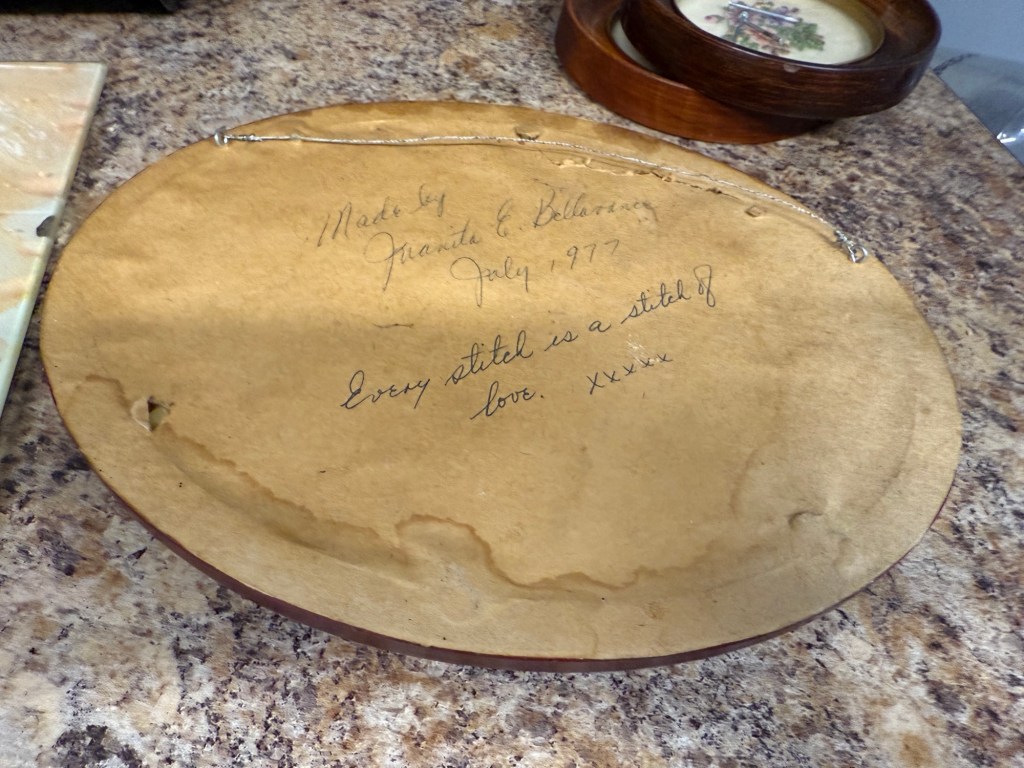 Made by
Juanita E. Bellavance
July 1977
Every stitch is a stitch of
love. xxxxx